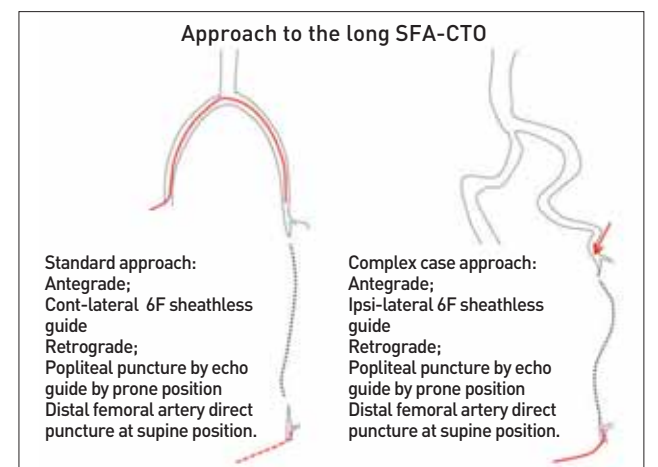 Approach to the long SFA-CTO
Standard approach:
Antegrade;
Cont-lateral 6F sheathless
guide
Retrograde;
Popliteal puncture by echo
guide by prone position
Distal femoral artery direct
puncture at supine position.
Complex case approach:
Antegrade;
Ipsi-lateral 6F sheathless
guide
Retrograde;
Popliteal puncture by echo
guide by prone position
Distal femoral artery direct
puncture at supine position.